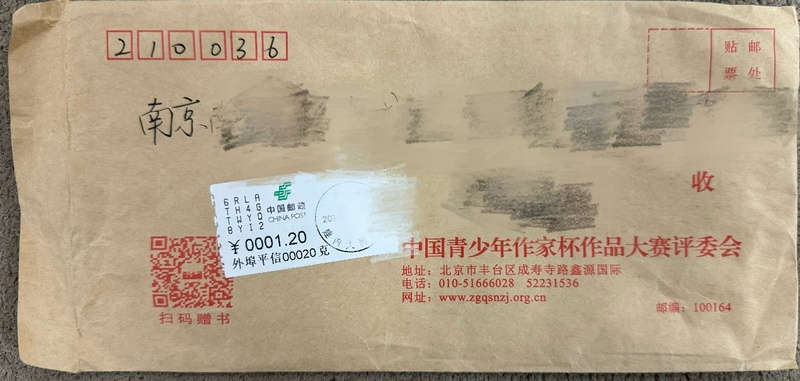 210036
贴 邮
票 处
南京
收
6RLA
TH4G
TWYQ
8YI2
中国邮政
CHINA POST
¥0001.20
外埠平信00020克
扫码赠书
中国青少年作家杯作品大赛评委会
地址:北京市丰台区成寿寺路鑫源国际
电话:010-51666028 52231536
网址:www.zgqsnzj.org.cn
邮编:100164